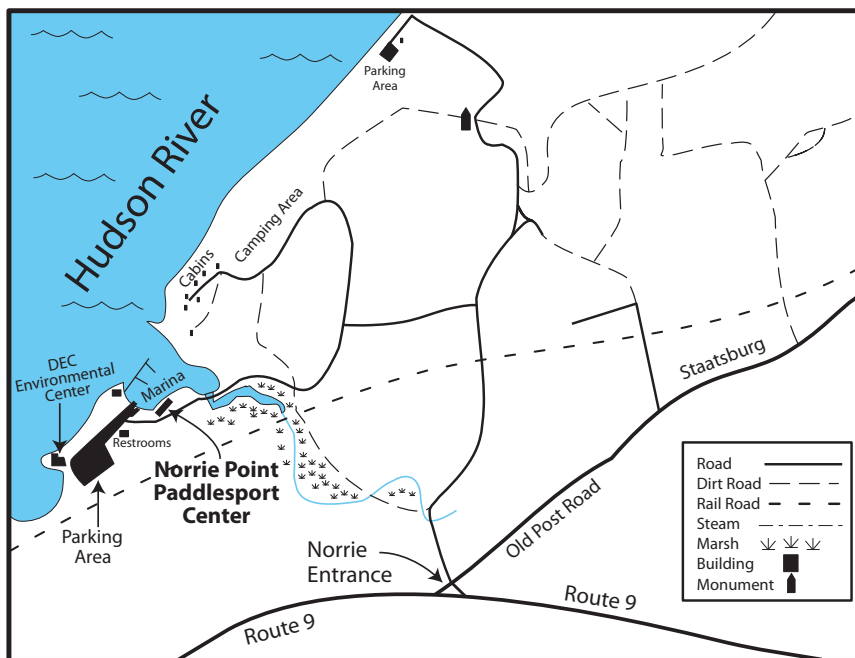 Parking
Area
Hudson River
Camping Area
Cabins
DEC
Environmental
Center
Marina
Restrooms
Norrie Point
Paddlesport
Center
Parking
Area
Norrie
Entrance
Staatsburg
Old Post Road
Route 9
Route 9
Road
Dirt Road
Rail Road
Steam
Marsh
Building
Monument